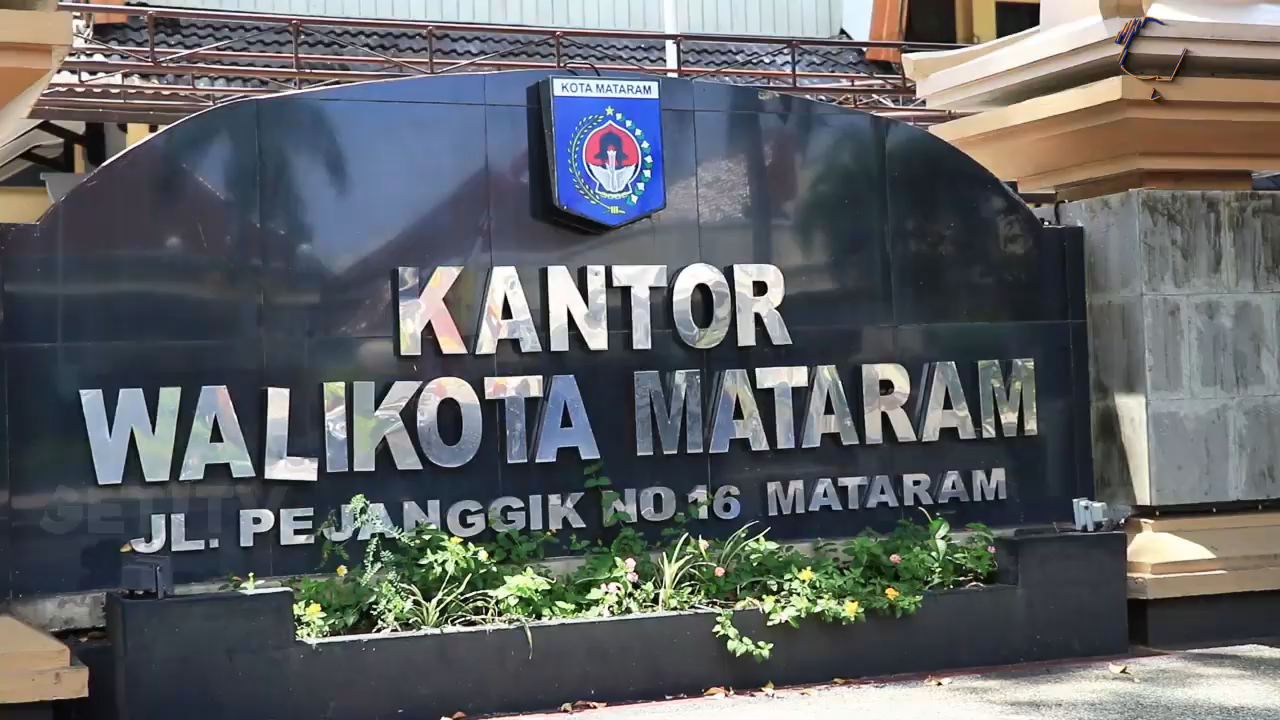 KOTA MATARAM
KANTOR
WALIKOTA MATARAM
JL. PEJANGGIK NO.16 MATARAM